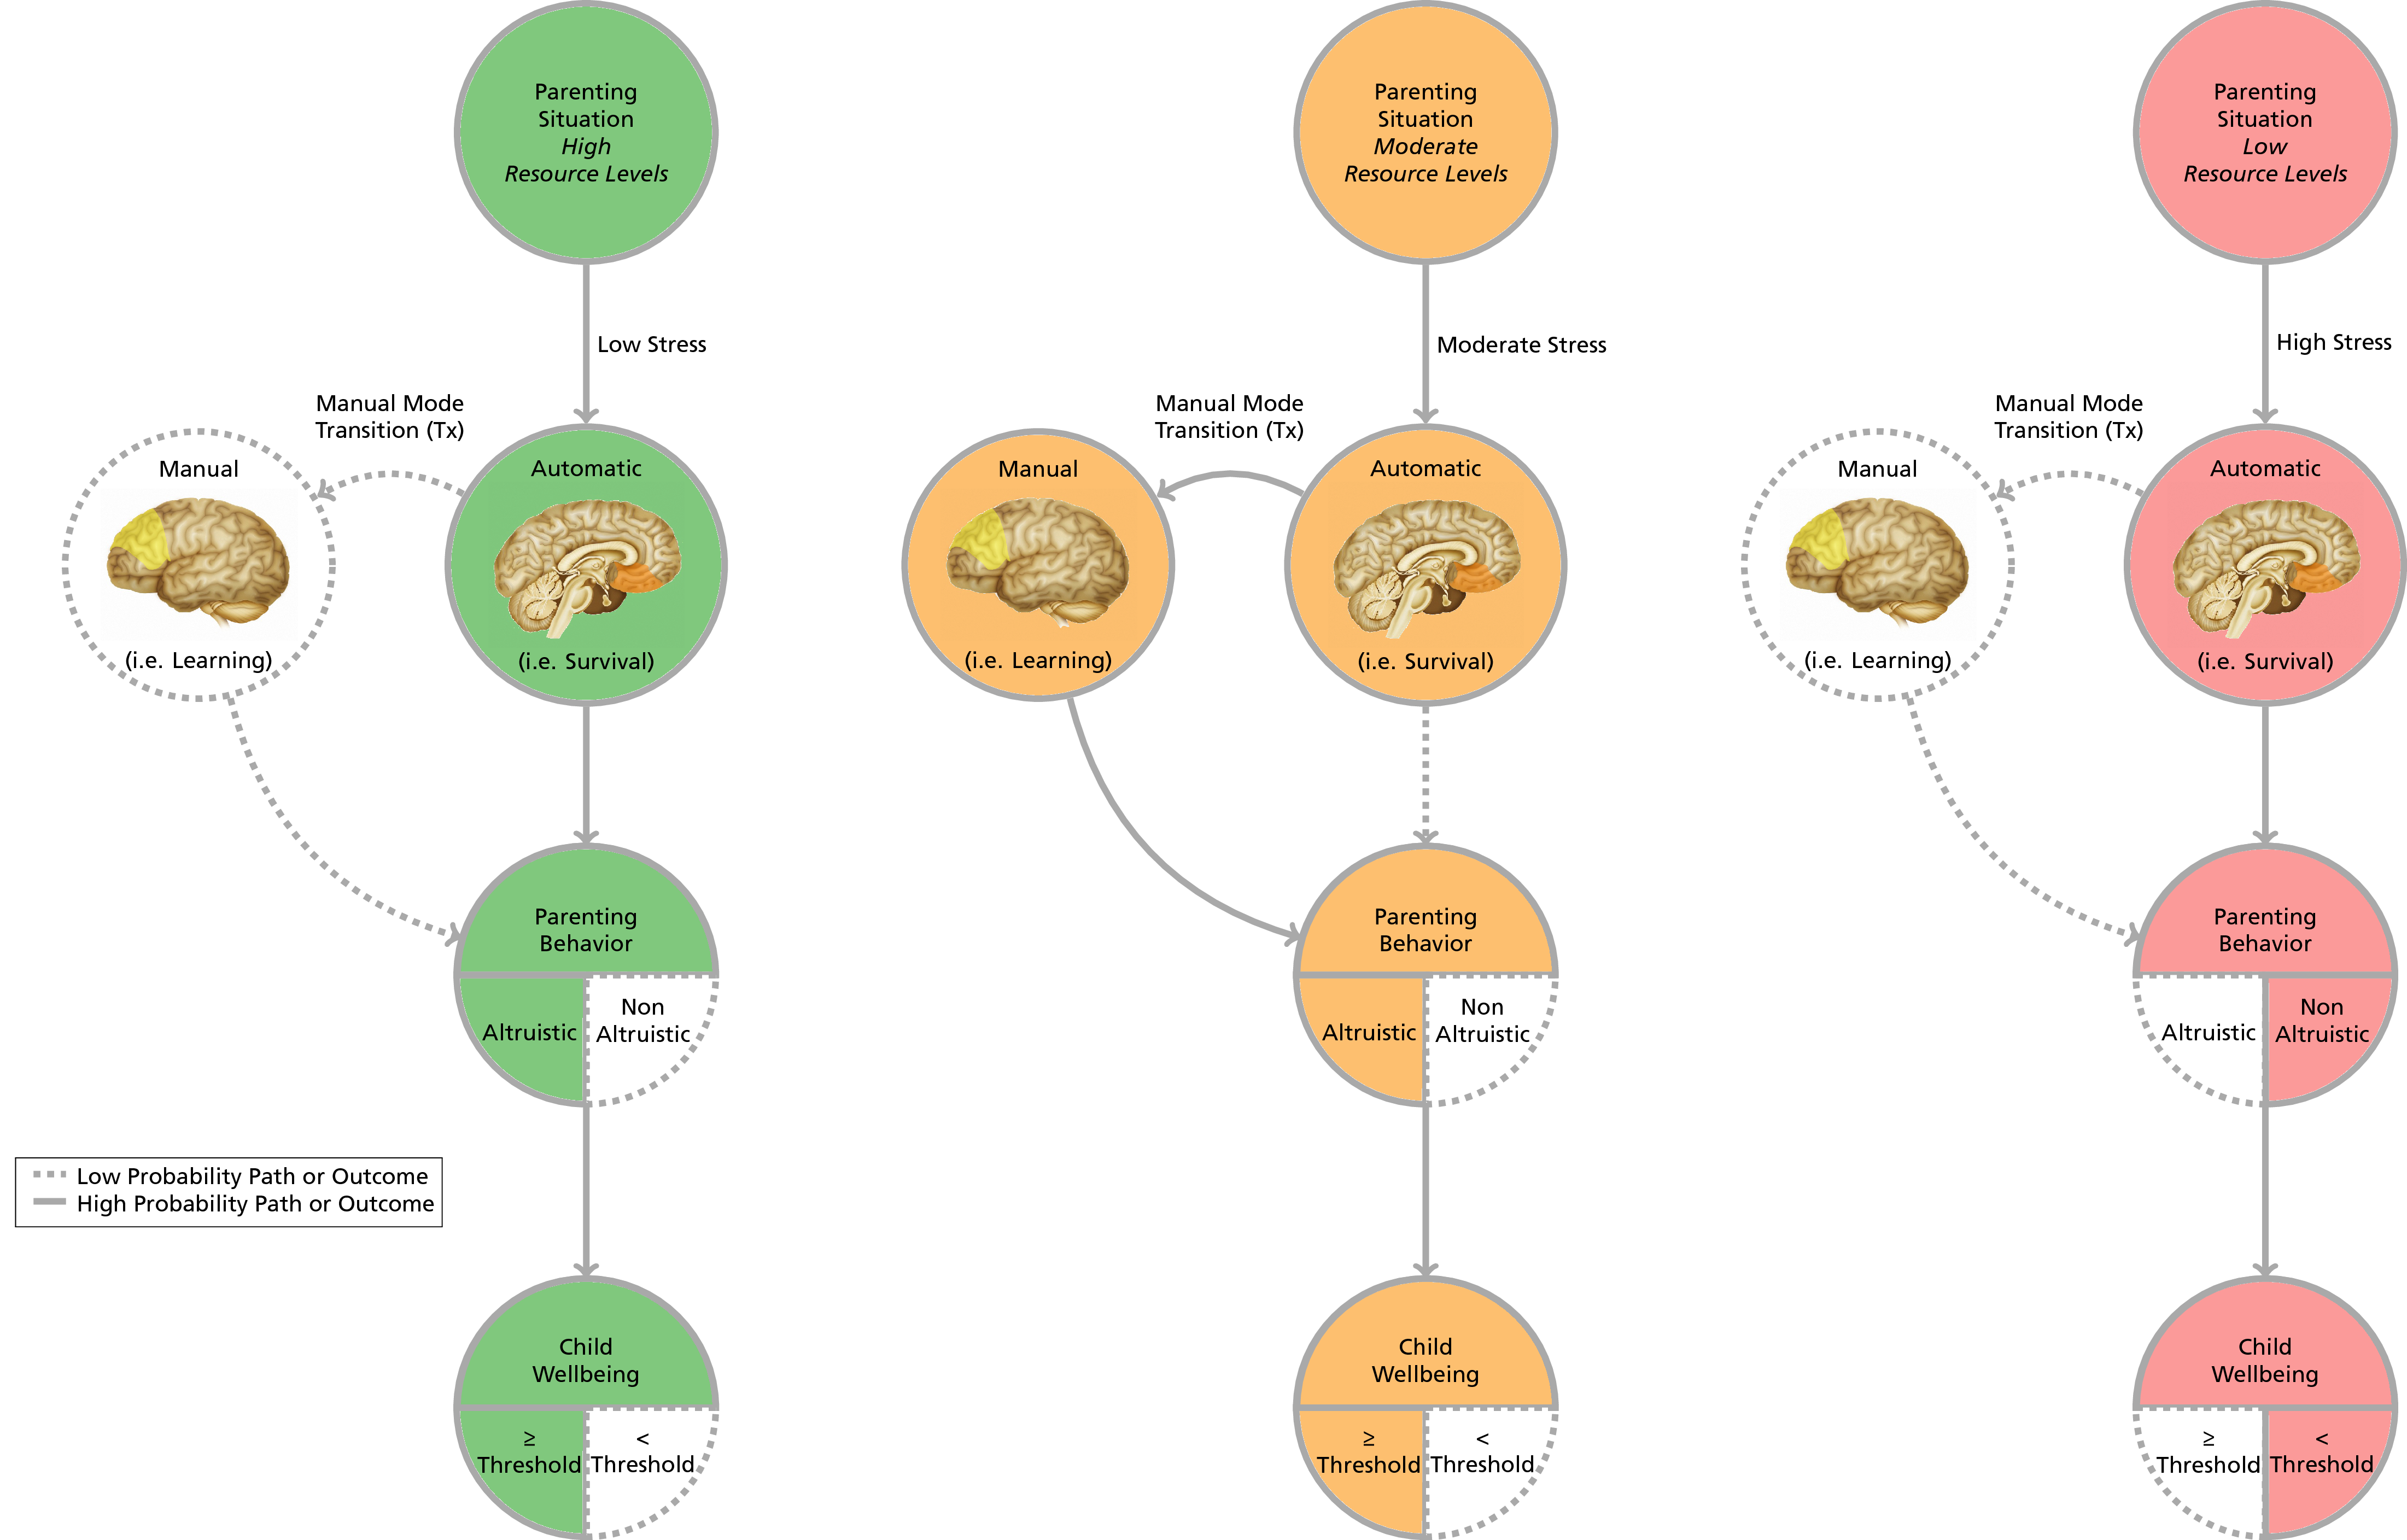 Parenting
Situation
High
Resource Levels
Low Stress
Manual Mode
Transition (Tx)
Manual
(i.e. Learning)
Automatic
(i.e. Survival)
Parenting
Behavior
Altruistic
Non
Altruistic
Child
Wellbeing
≥
Threshold
<
Threshold
Low Probability Path or Outcome
High Probability Path or Outcome
Parenting
Situation
Moderate
Resource Levels
Moderate Stress
Manual Mode
Transition (Tx)
Manual
(i.e. Learning)
Automatic
(i.e. Survival)
Parenting
Behavior
Altruistic
Non
Altruistic
Child
Wellbeing
≥
Threshold
<
Threshold
Parenting
Situation
Low
Resource Levels
High Stress
Manual Mode
Transition (Tx)
Manual
(i.e. Learning)
Automatic
(i.e. Survival)
Parenting
Behavior
Altruistic
Non
Altruistic
Child
Wellbeing
≥
Threshold
<
Threshold